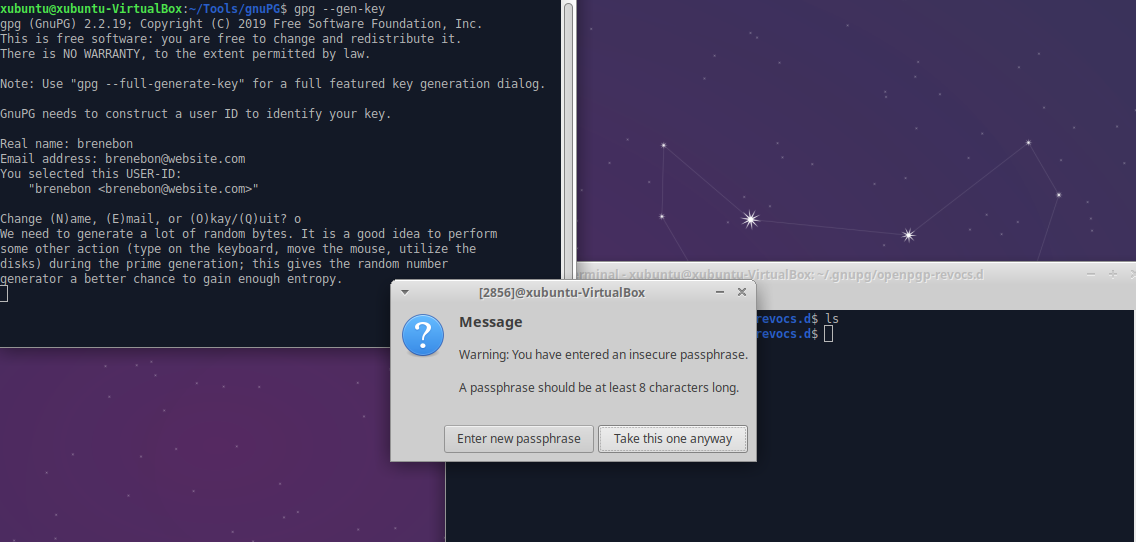 xubuntu@xubuntu-VirtualBox:~/Tools/gnuPG$ gpg --gen-key
gpg (GnuPG) 2.2.19; Copyright (C) 2019 Free Software Foundation, Inc.
This is free software: you are free to change and redistribute it.
There is NO WARRANTY, to the extent permitted by law.
Note: Use "gpg --full-generate-key" for a full featured key generation dialog.
GnuPG needs to construct a user ID to identify your key.
Real name: brenebon
Email address: brenebon@website.com
You selected this USER-ID:
"brenebon <brenebon@website.com>"
Change (N)ame, (E)mail, or (O)kay/(Q)uit? o
We need to generate a lot of random bytes. It is a good idea to perform
some other action (type on the keyboard, move the mouse, utilize the
disks) during the prime generation; this gives the random number
generator a better chance to gain enough entropy.
rminal - xubuntu@xubuntu-VirtualBox: ~/.gnupg/openpgp-revocs.d
revocs.d$ ls
revocs.d$
[2856]@xubuntu-VirtualBox
Message
Warning: You have entered an insecure passphrase.
A passphrase should be at least 8 characters long.
Enter new passphrase
Take this one anyway